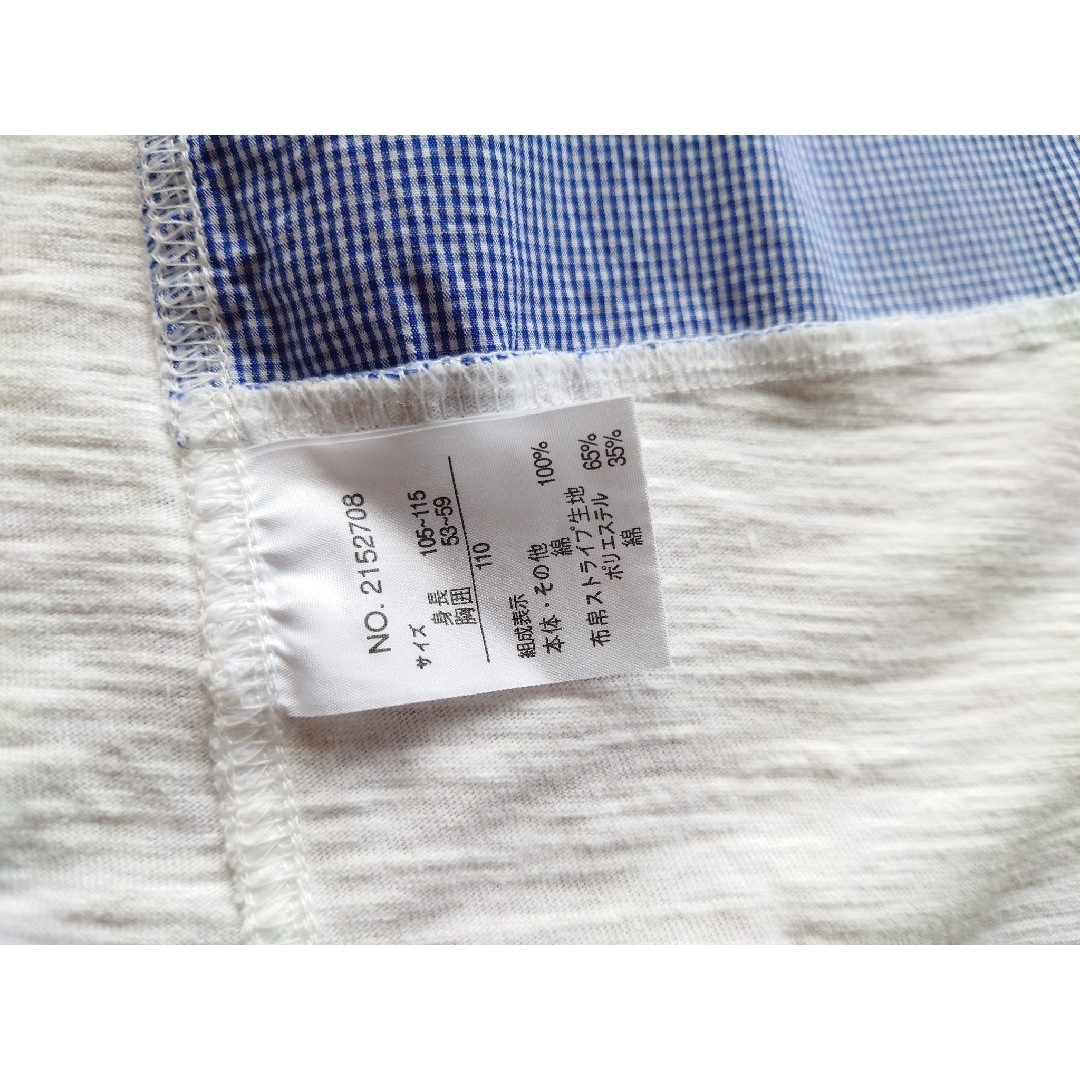 NO. 2152708
サイズ
身長 105~115
胸囲 53~59
110
組成表示
本体・その他
綿 100%
布帛ストライプ生地
ポリエステル 65%
綿 35%